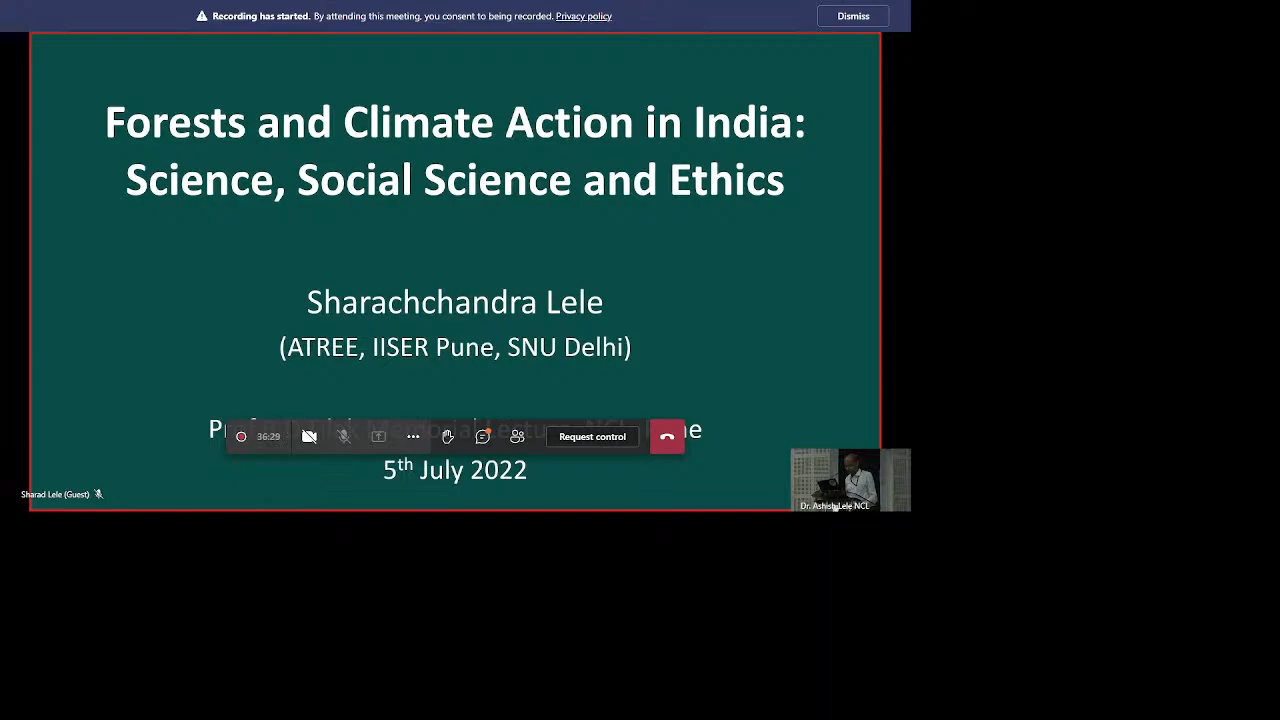 Recording has started. By attending this meeting, you consent to being recorded. Privacy policy
Dismiss
Forests and Climate Action in India:
Science, Social Science and Ethics
Sharachchandra Lele
(ATREE, IISER Pune, SNU Delhi)
Memorial
36:29
Request control
5th July 2022
Sharad Lele (Guest)
Dr. Ashish Lele NCL